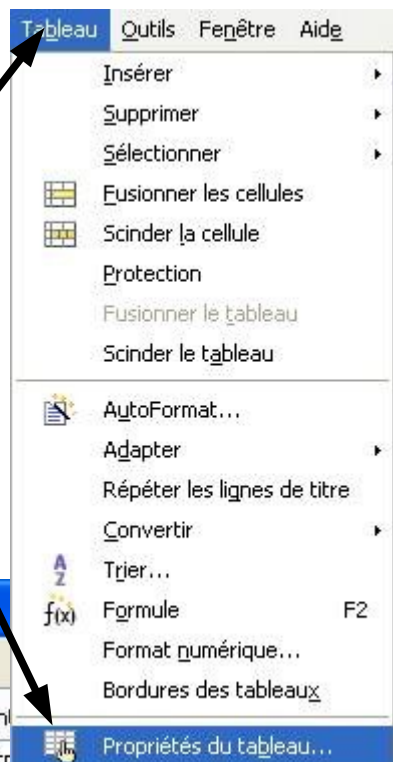 Tableau Outils Fenêtre Aide
Insérer
Supprimer
Sélectionner
Fusionner les cellules
Scinder la cellule
Protection
Fusionner le tableau
Scinder le tableau
AutoFormat...
Adapter
Répéter les lignes de titre
Convertir
Trier...
f(x) Formule F2
Format numérique...
Bordures des tableaux
Propriétés du tableau...